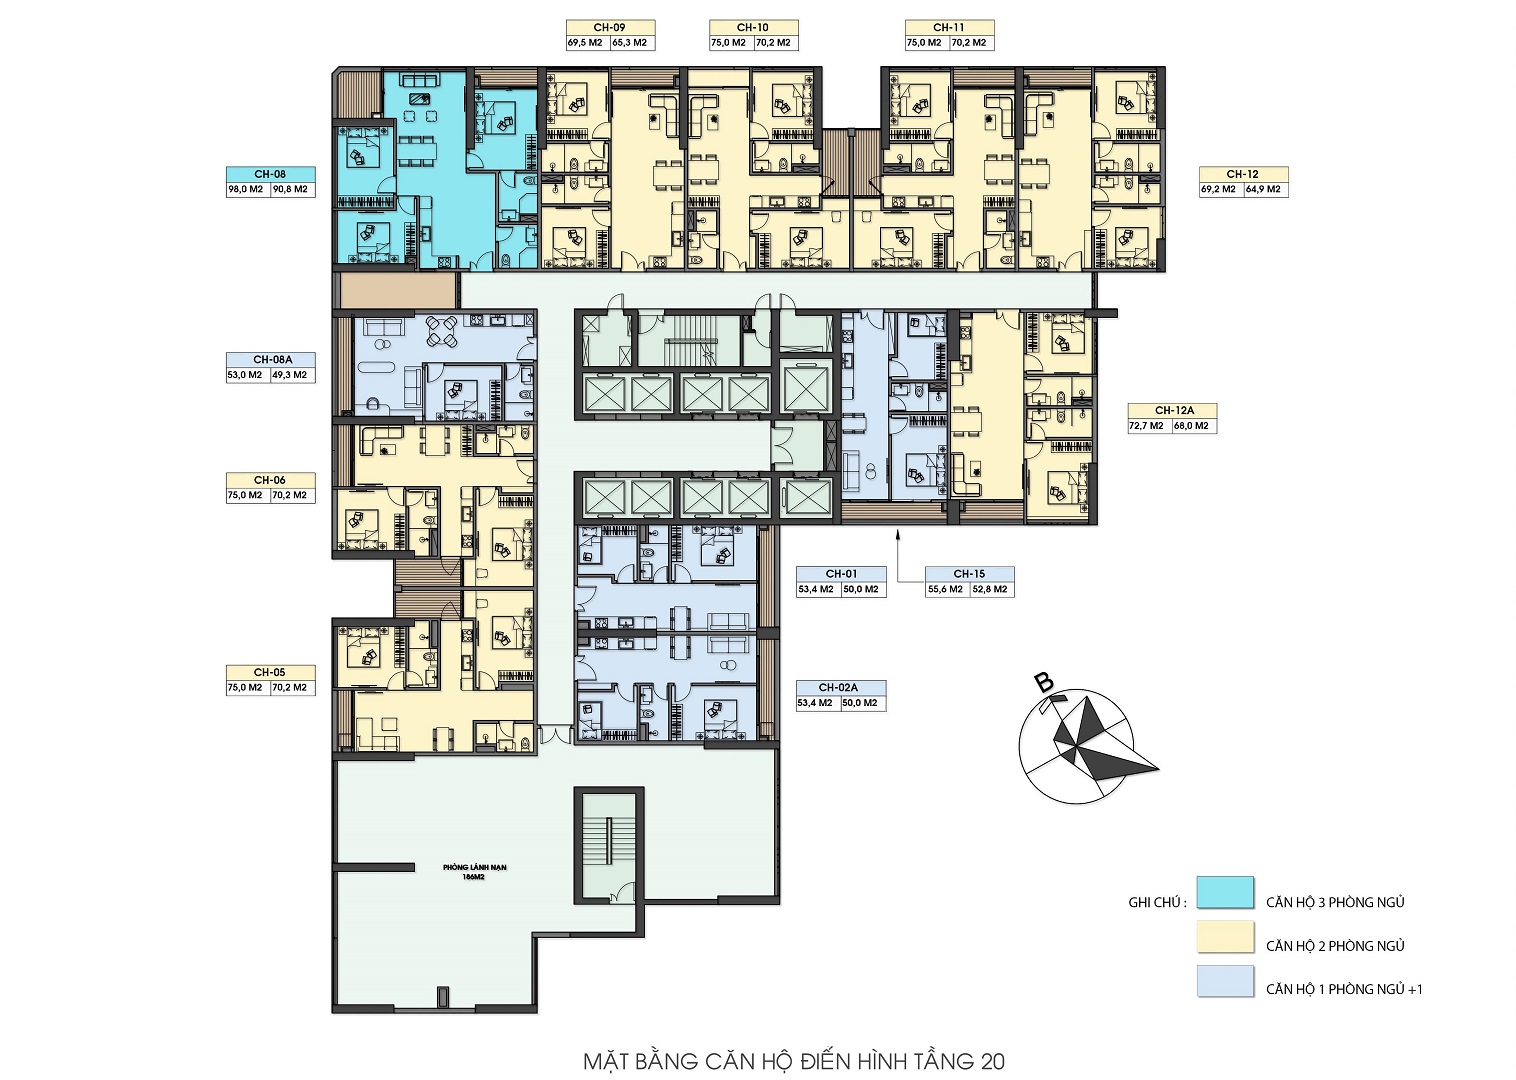 CH-09
69,5 M2 65,3 M2
CH-10
75,0 M2 70,2 M2
CH-11
75,0 M2 70,2 M2
CH-08
98,0 M2 90,8 M2
CH-12
69,2 M2 64,9 M2
CH-08A
53,0 M2 49,3 M2
CH-12A
72,7 M2 68,0 M2
CH-06
75,0 M2 70,2 M2
CH-01
53,4 M2 50,0 M2
CH-15
55,6 M2 52,8 M2
CH-05
75,0 M2 70,2 M2
CH-02A
53,4 M2 50,0 M2
B
PHÒNG LÁNH NẠN
186M2
GHI CHÚ :
CĂN HỘ 3 PHÒNG NGỦ
CĂN HỘ 2 PHÒNG NGỦ
CĂN HỘ 1 PHÒNG NGỦ +1
MẶT BẰNG CĂN HỘ ĐIỂN HÌNH TẦNG 20